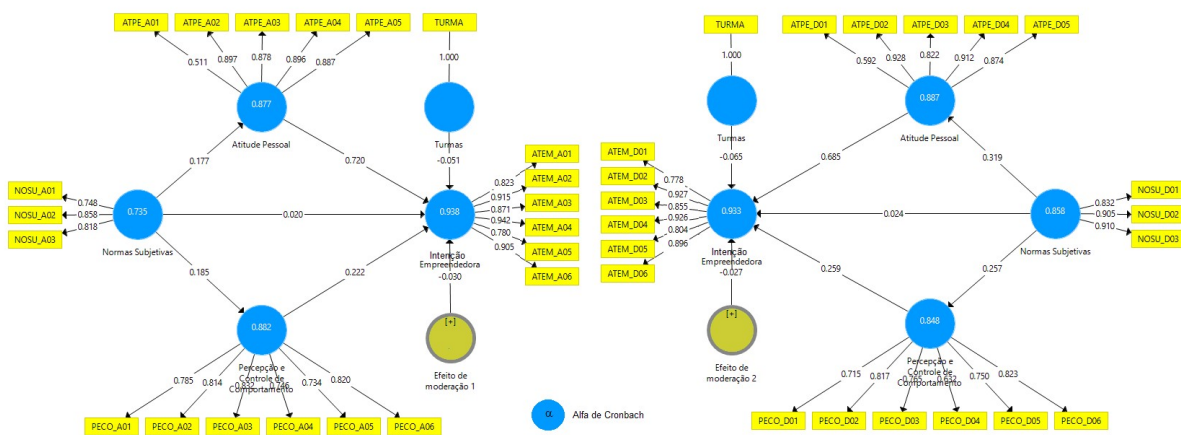 ATPE_A01
ATPE_A02
ATPE_A03
ATPE_A04
ATPE_A05
TURMA
0.511
0.897
0.878
0.896
0.887
1.000
0.877
Atitude Pessoal
Turmas
0.177
0.720
-0.051
NOSU_A01
NOSU_A02
NOSU_A03
0.748
0.858
0.818
0.735
Normas Subjetivas
0.020
0.938
Intenção
Empreendedora
0.823
0.915
0.871
0.942
0.780
0.905
ATEM_A01
ATEM_A02
ATEM_A03
ATEM_A04
ATEM_A05
ATEM_A06
0.185
0.222
-0.030
[+]
Efeito de
moderação 1
0.882
Percepção e
Controle de
Comportamento
0.785
0.814
0.832
0.746
0.734
0.820
PECO_A01
PECO_A02
PECO_A03
PECO_A04
PECO_A05
PECO_A06
α
Alfa de Cronbach
TURMA
ATPE_D01
ATPE_D02
ATPE_D03
ATPE_D04
ATPE_D05
1.000
0.592
0.928
0.822
0.912
0.874
Turmas
0.887
Atitude Pessoal
-0.065
0.685
0.319
ATEM_D01
ATEM_D02
ATEM_D03
ATEM_D04
ATEM_D05
ATEM_D06
0.778
0.927
0.855
0.926
0.804
0.896
0.933
Intenção
Empreendedora
0.024
0.858
Normas Subjetivas
0.832
0.905
0.910
NOSU_D01
NOSU_D02
NOSU_D03
-0.027
0.259
0.257
[+]
Efeito de
moderação 2
0.848
Percepção e
Controle de
Comportamento
0.715
0.817
0.750
0.823
PECO_D01
PECO_D02
PECO_D03
PECO_D04
PECO_D05
PECO_D06